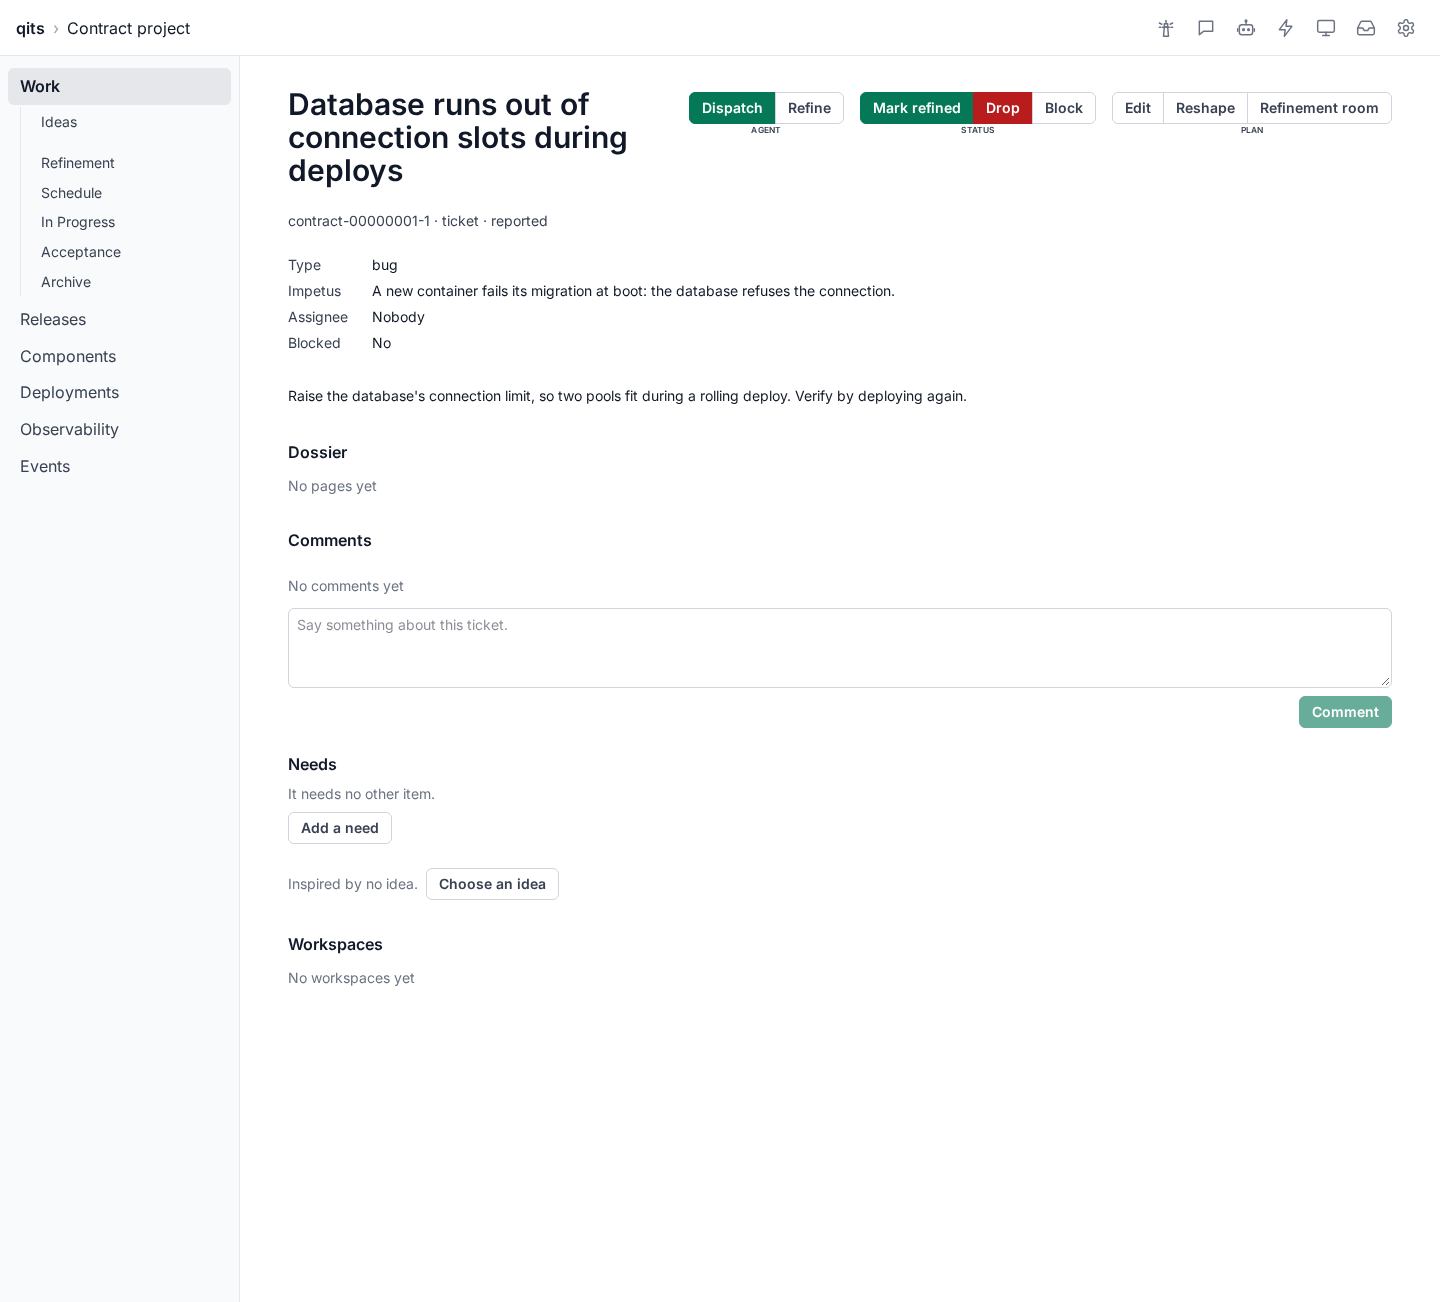 qits › Contract project
Work
Ideas
Refinement
Schedule
In Progress
Acceptance
Archive
Releases
Components
Deployments
Observability
Events
Database runs out of
connection slots during
deploys
Dispatch Refine
AGENT
Mark refined Drop Block
STATUS
Edit Reshape Refinement room
PLAN
contract-00000001-1 · ticket · reported
Type bug
Impetus A new container fails its migration at boot: the database refuses the connection.
Assignee Nobody
Blocked No
Raise the database's connection limit, so two pools fit during a rolling deploy. Verify by deploying again.
Dossier
No pages yet
Comments
No comments yet
Say something about this ticket.
Comment
Needs
It needs no other item.
Add a need
Inspired by no idea. Choose an idea
Workspaces
No workspaces yet